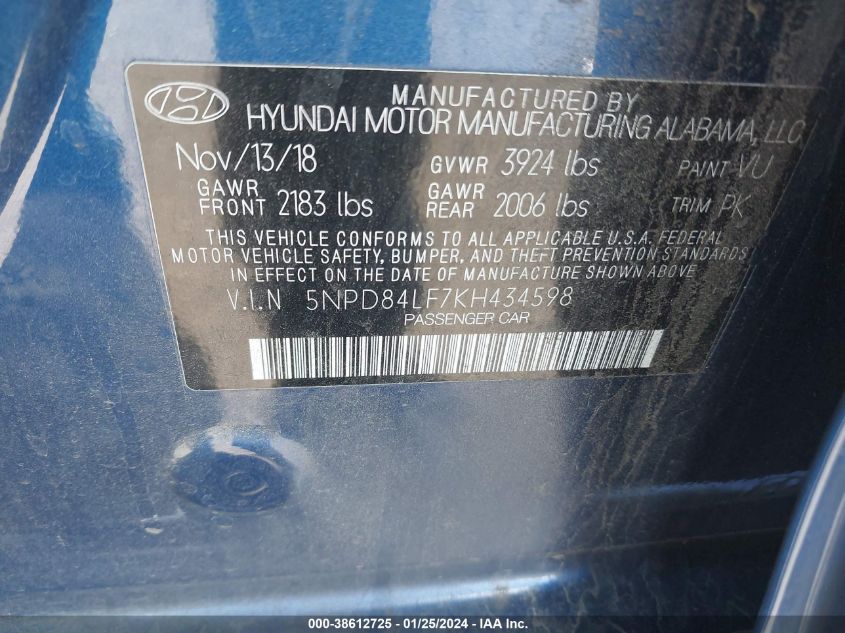 MANUFACTURED BY
HYUNDAI MOTOR MANUFACTURING ALABAMA, LLC
Nov/13/18 GVWR 3924 lbs PAINT VU
GAWR FRONT 2183 lbs GAWR REAR 2006 lbs TRIM PK
THIS VEHICLE CONFORMS TO ALL APPLICABLE U.S.A. FEDERAL
MOTOR VEHICLE SAFETY, BUMPER, AND THEFT PREVENTION STANDARDS
IN EFFECT ON THE DATE OF MANUFACTURE SHOWN ABOVE
V.I.N 5NPD84LF7KH434598
PASSENGER CAR
000-38612725 - 01/25/2024 - IAA Inc.